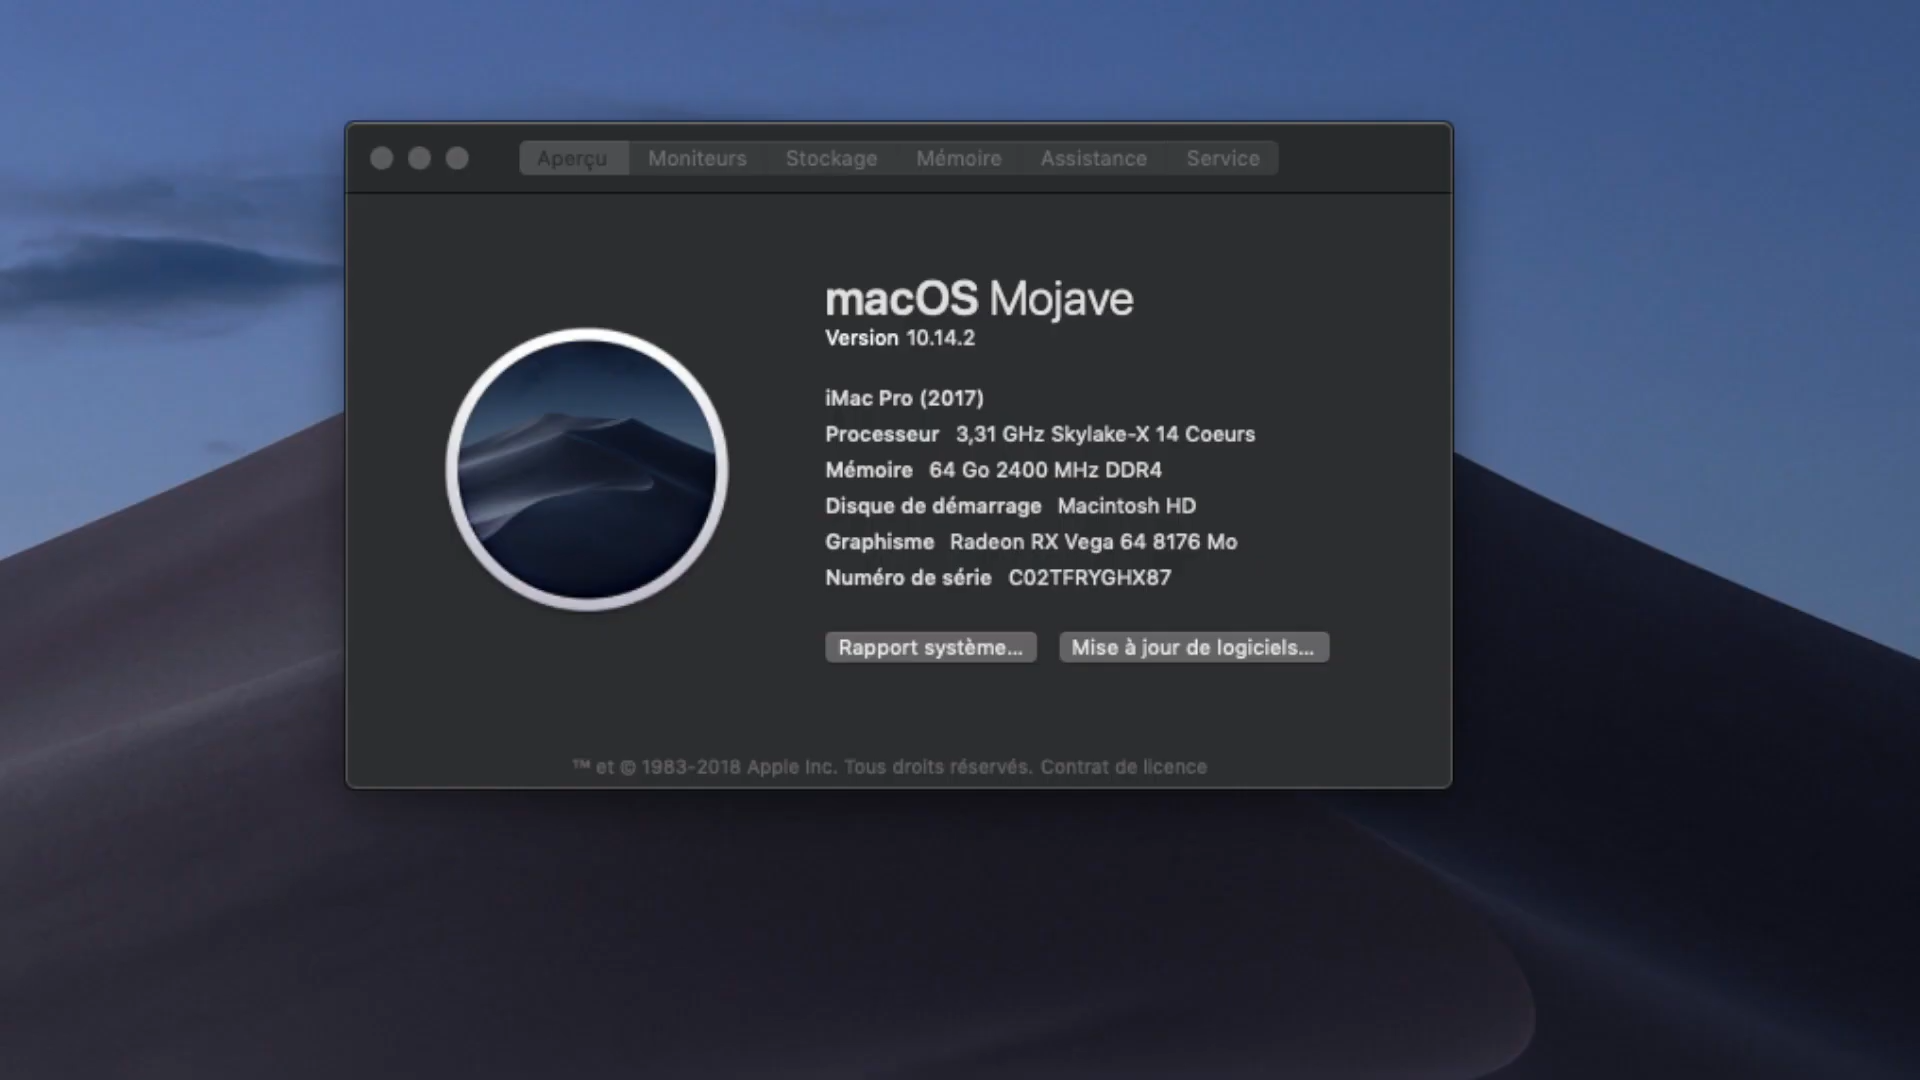 Aperçu Moniteurs Stockage Mémoire Assistance Service
macOS Mojave
Version 10.14.2
iMac Pro (2017)
Processeur 3,31 GHz Skylake-X 14 Coeurs
Mémoire 64 Go 2400 MHz DDR4
Disque de démarrage Macintosh HD
Graphisme Radeon RX Vega 64 8176 Mo
Numéro de série C02TFRYGHX87
Rapport système... Mise à jour de logiciels...
™ et © 1983-2018 Apple Inc. Tous droits réservés. Contrat de licence